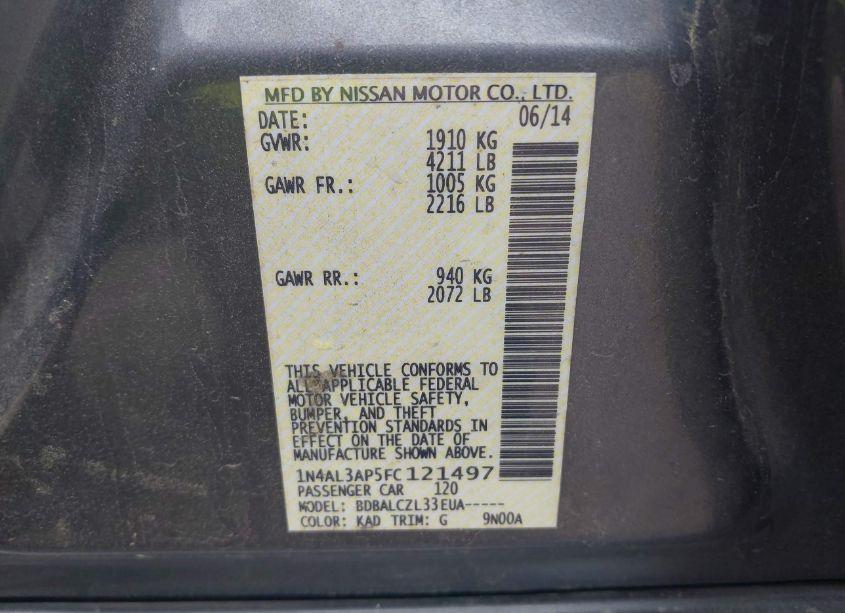 MFD BY NISSAN MOTOR CO., LTD.
DATE: 06/14
GVWR: 1910 KG
4211 LB
GAWR FR.: 1005 KG
2216 LB
GAWR RR.: 940 KG
2072 LB
THIS VEHICLE CONFORMS TO
ALL APPLICABLE FEDERAL
MOTOR VEHICLE SAFETY,
BUMPER, AND THEFT
PREVENTION STANDARDS IN
EFFECT ON THE DATE OF
MANUFACTURE SHOWN ABOVE.
1N4AL3AP5FC121497
PASSENGER CAR 120
MODEL: BDBALCZL33EUA-----
COLOR: KAD TRIM: G 9N00A